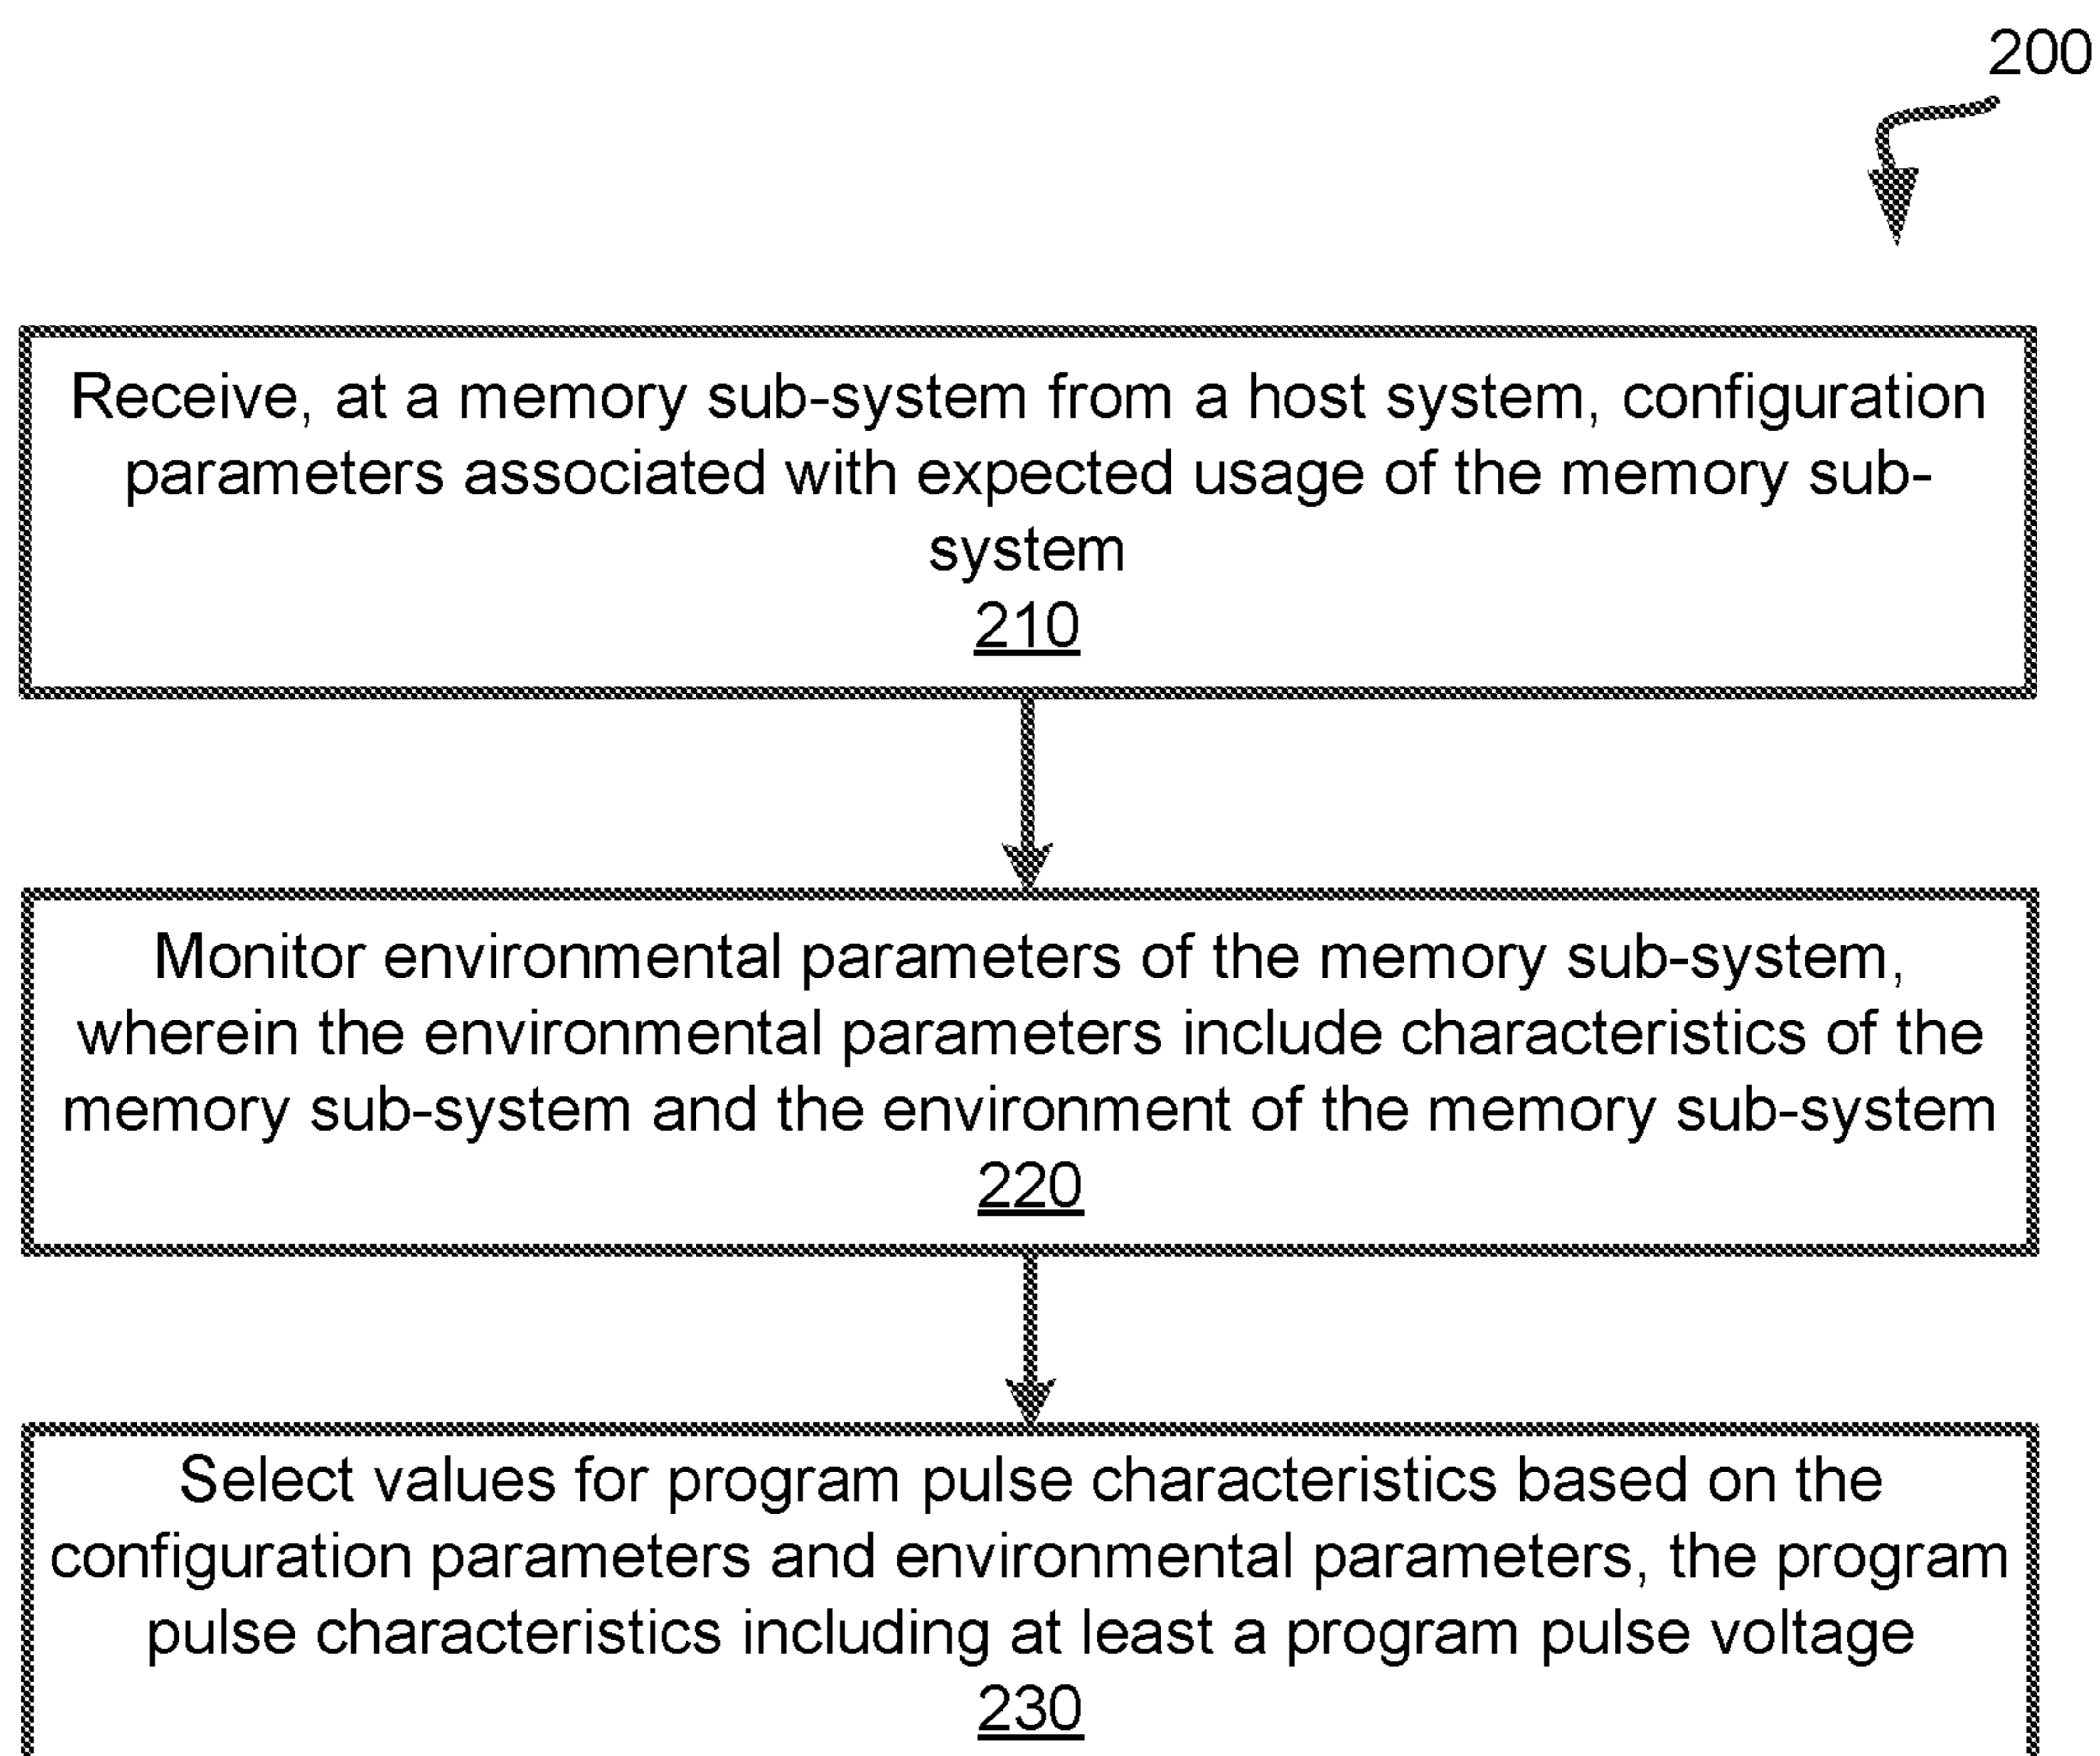 200
Receive, at a memory sub-system from a host system, configuration
parameters associated with expected usage of the memory sub-
system
210
Monitor environmental parameters of the memory sub-system,
wherein the environmental parameters include characteristics of the
memory sub-system and the environment of the memory sub-system
220
Select values for program pulse characteristics based on the
configuration parameters and environmental parameters, the program
pulse characteristics including at least a program pulse voltage
230